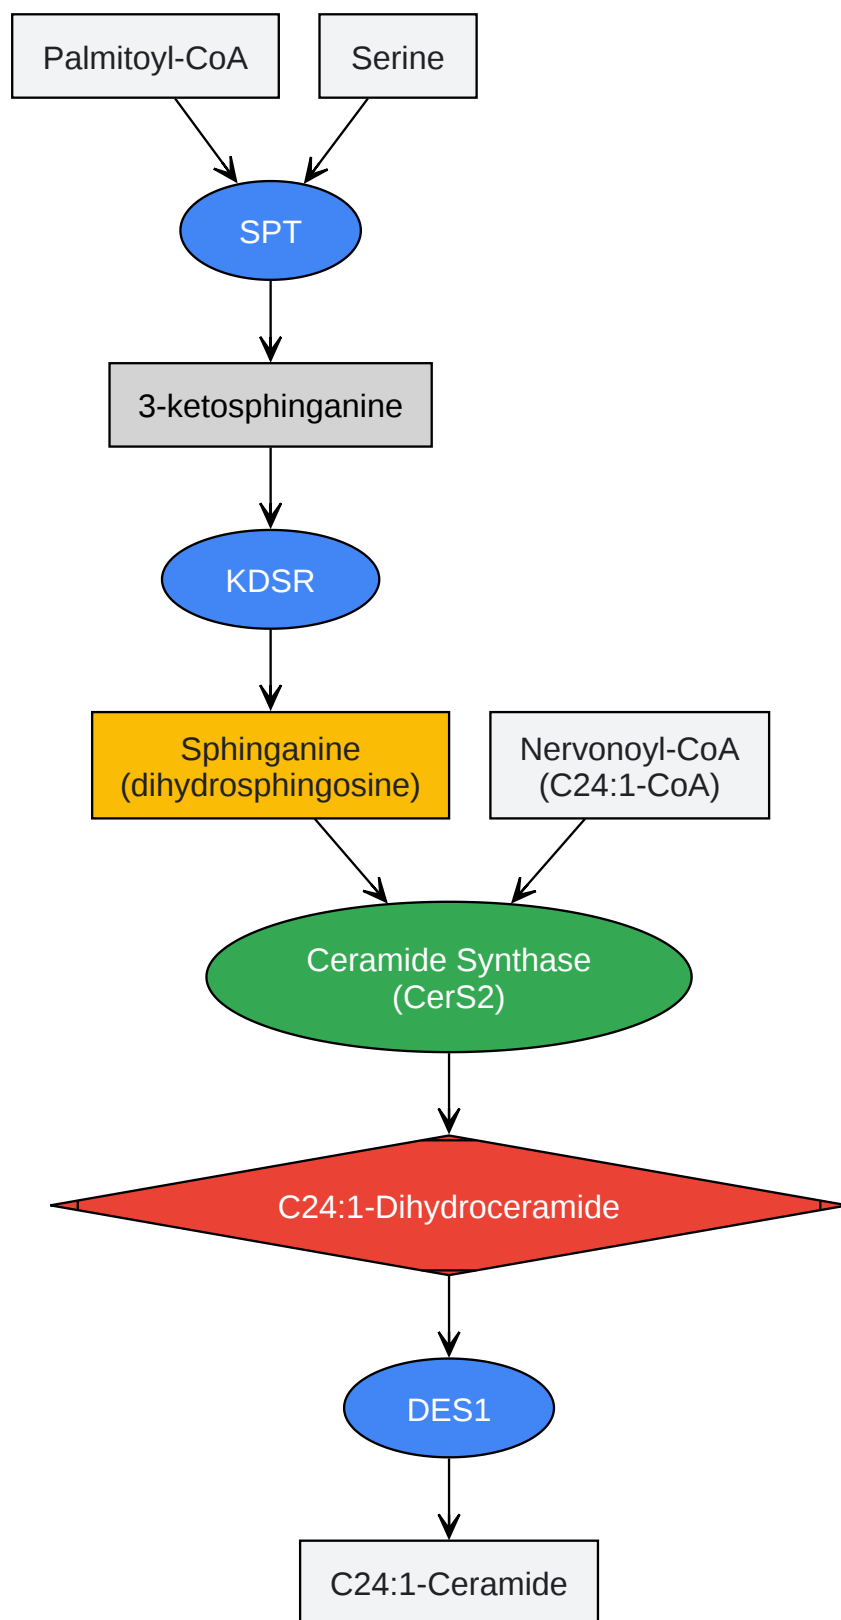 Palmitoyl-CoA
Serine
SPT
3-ketosphinganine
KDSR
Sphinganine
(dihydrosphingosine)
Nervonoyl-CoA
(C24:1-CoA)
Ceramide Synthase
(CerS2)
C24:1-Dihydroceramide
DES1
C24:1-Ceramide